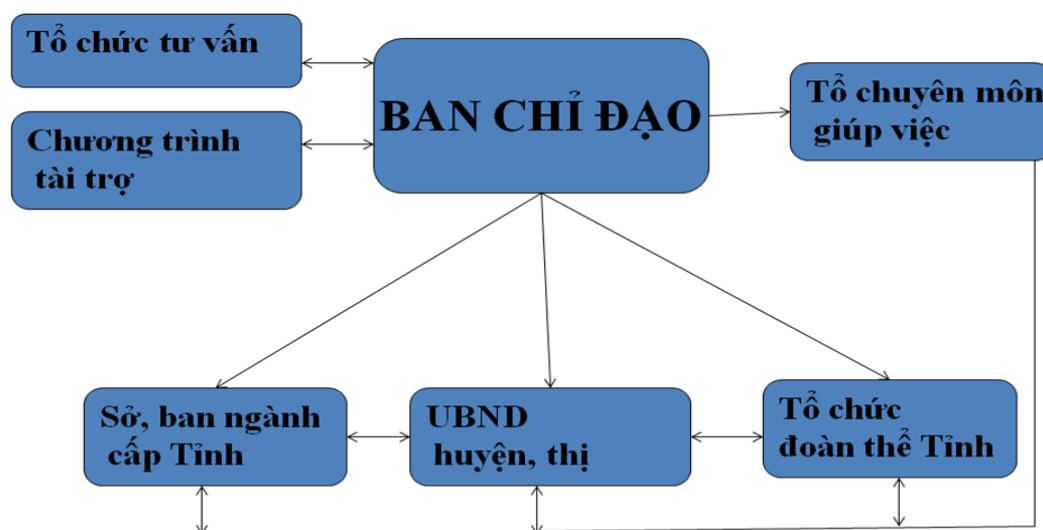 Tổ chức tư vấn
BAN CHỈ ĐẠO
Tổ chuyên môn
giúp việc
Chương trình
tài trợ
Sở, ban ngành
cấp Tỉnh
UBND
huyện, thị
Tổ chức
đoàn thể Tỉnh